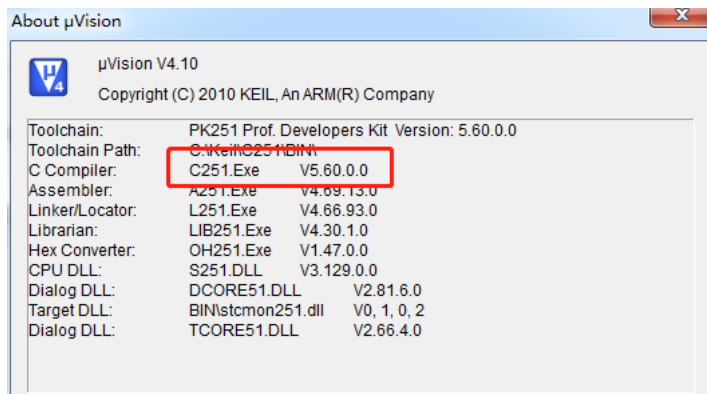 About µVision
X
µVision V4.10
Copyright (C) 2010 KEIL, An ARM(R) Company
Toolchain: PK251 Prof. Developers Kit Version: 5.60.0.0
Toolchain Path: C:\Keil\C251\BIN\
C Compiler: C251.Exe V5.60.0.0
Assembler: A251.Exe V4.69.13.0
Linker/Locator: L251.Exe V4.66.93.0
Librarian: LIB251.Exe V4.30.1.0
Hex Converter: OH251.Exe V1.47.0.0
CPU DLL: S251.DLL V3.129.0.0
Dialog DLL: DCORE51.DLL V2.81.6.0
Target DLL: BIN\stcmon251.dll V0, 1, 0, 2
Dialog DLL: TCORE51.DLL V2.66.4.0